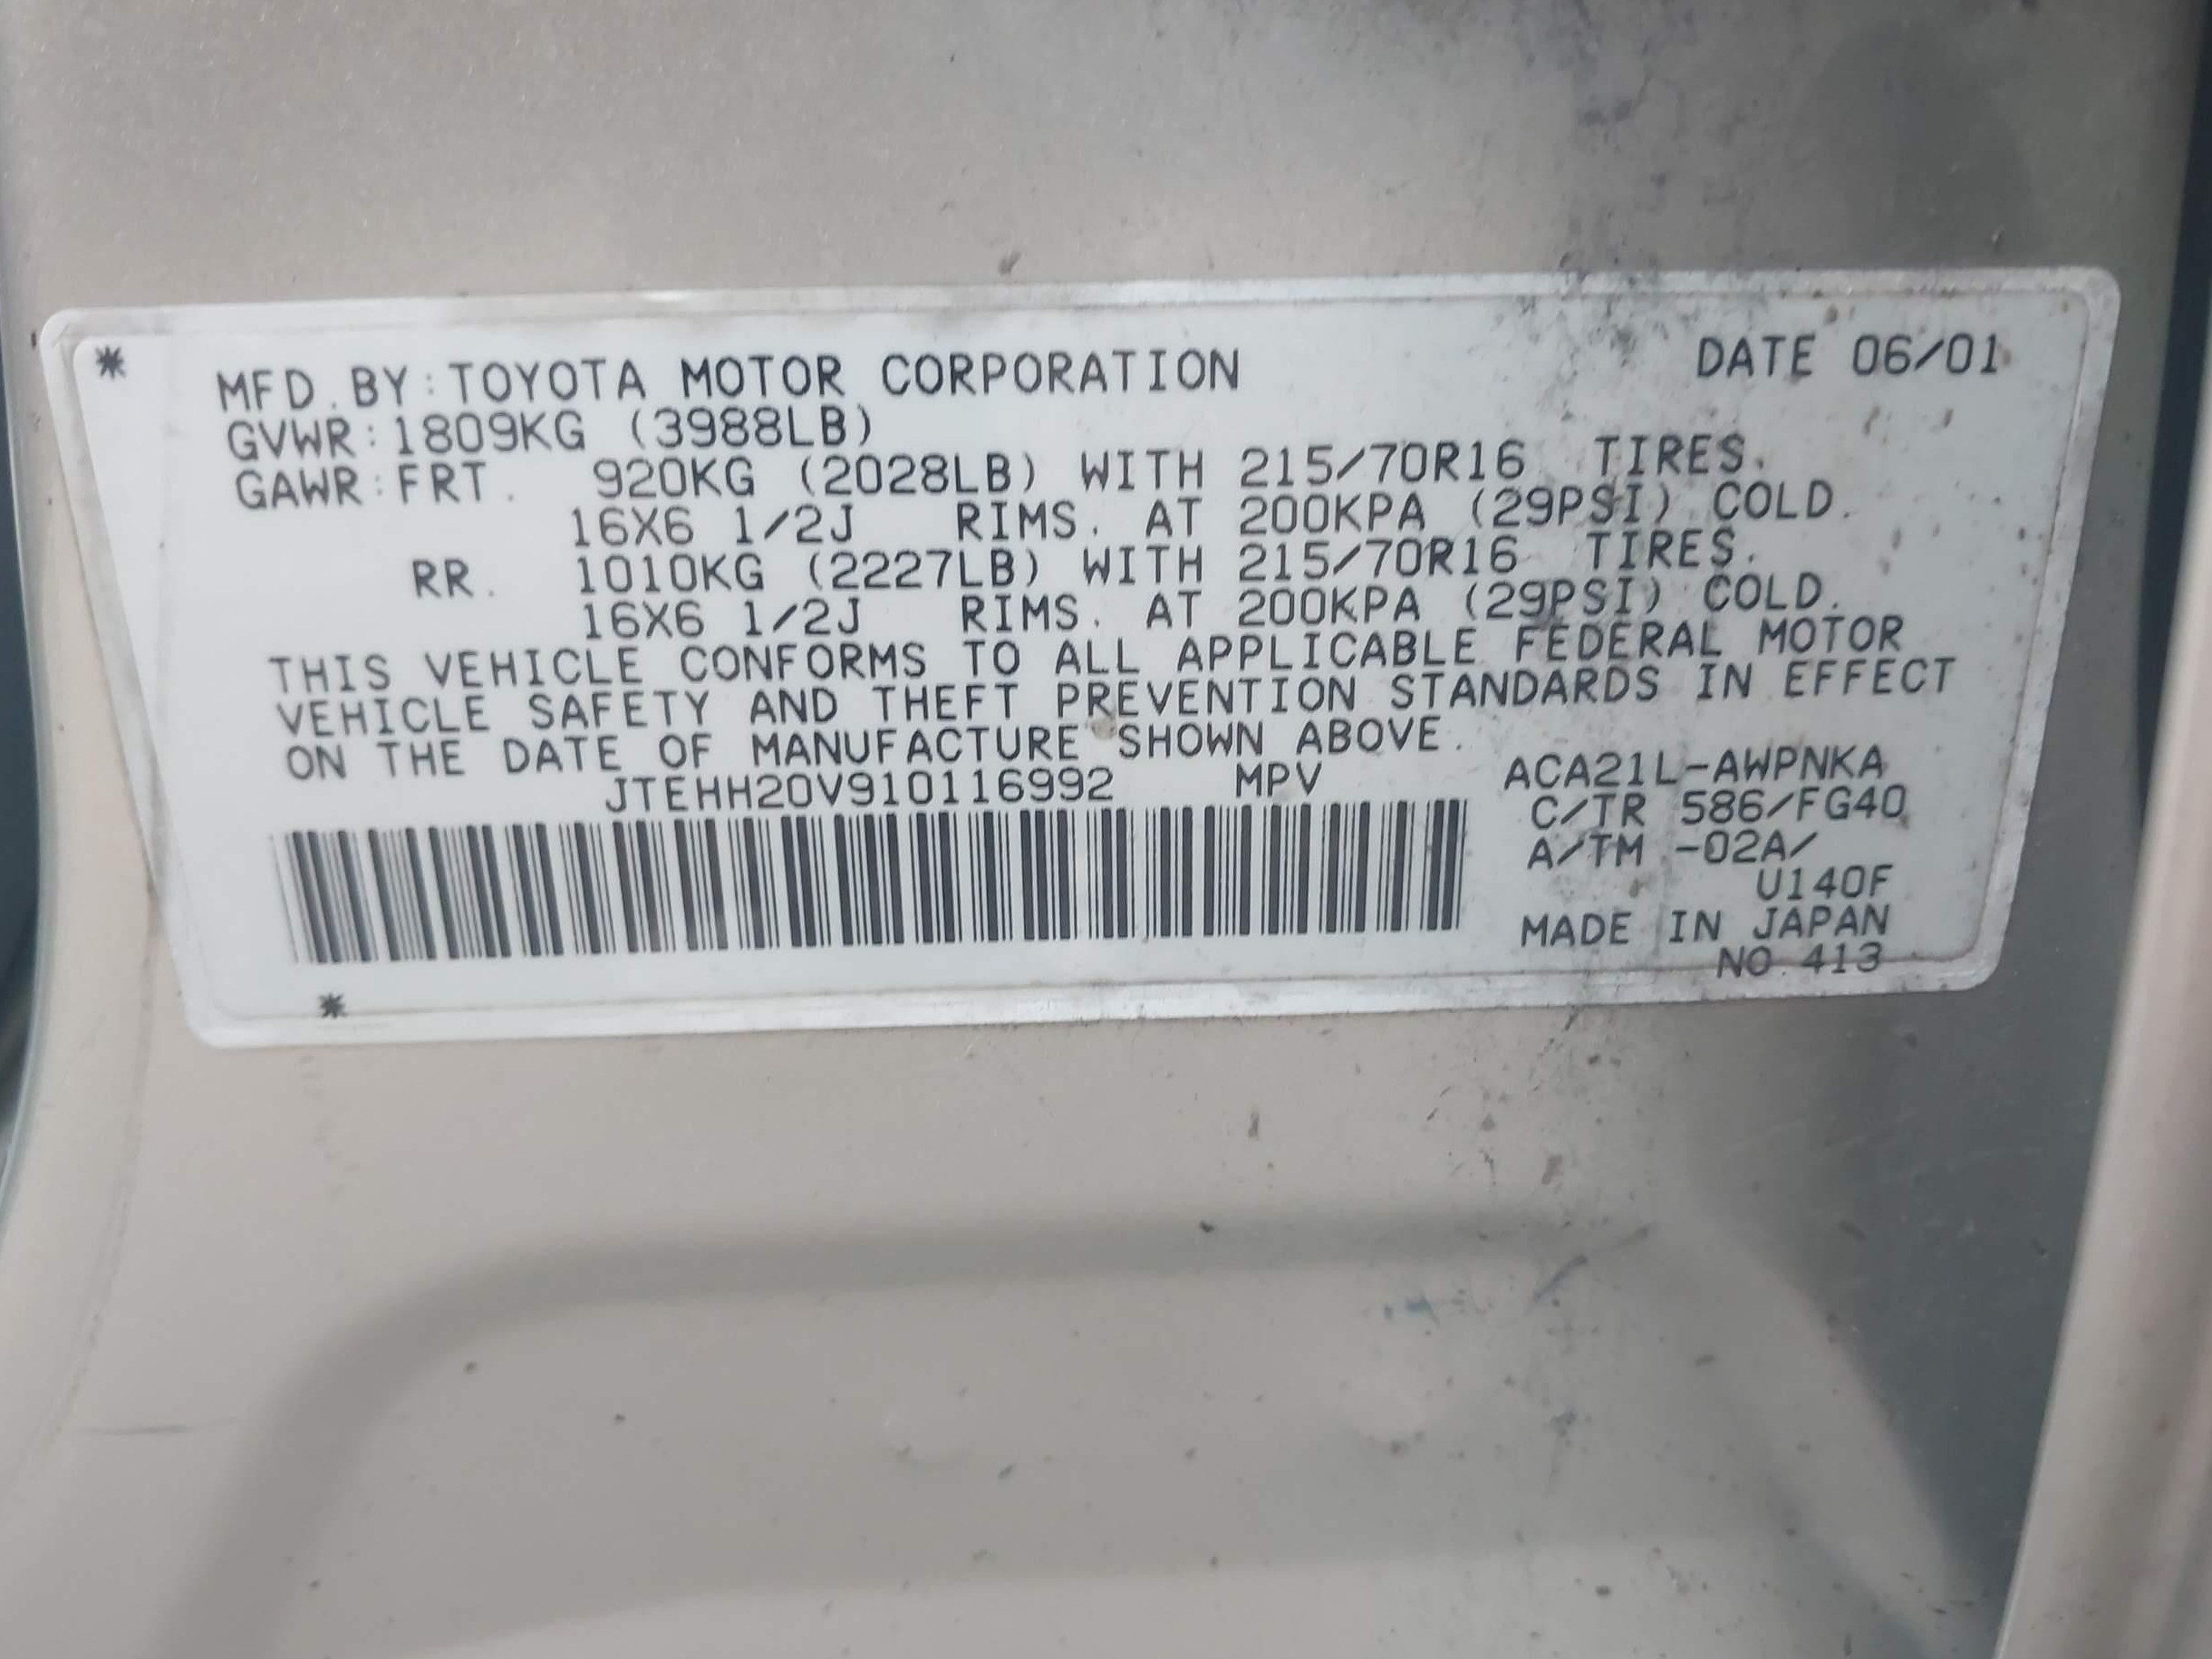 * MFD.BY:TOYOTA MOTOR CORPORATION DATE 06/01
GVWR:1809KG (3988LB)
GAWR:FRT. 920KG (2028LB) WITH 215/70R16 TIRES.
16X6 1/2J RIMS. AT 200KPA (29PSI) COLD.
RR. 1010KG (2227LB) WITH 215/70R16 TIRES.
16X6 1/2J RIMS. AT 200KPA (29PSI) COLD.
THIS VEHICLE CONFORMS TO ALL APPLICABLE FEDERAL MOTOR
VEHICLE SAFETY AND THEFT PREVENTION STANDARDS IN EFFECT
ON THE DATE OF MANUFACTURE SHOWN ABOVE.
JTEHH20V910116992 MPV ACA21L-AWPNKA
C/TR 586/FG40
A/TM -02A/
U140F
MADE IN JAPAN
NO.413
*